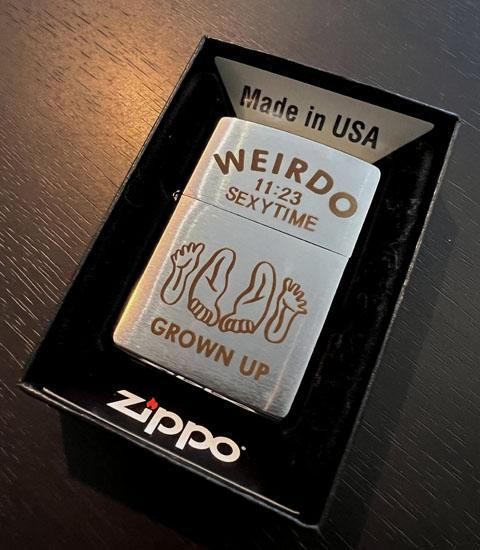 Made in USA
WEIRDO
11:23
SEXYTIME
GROWN UP
Zippo